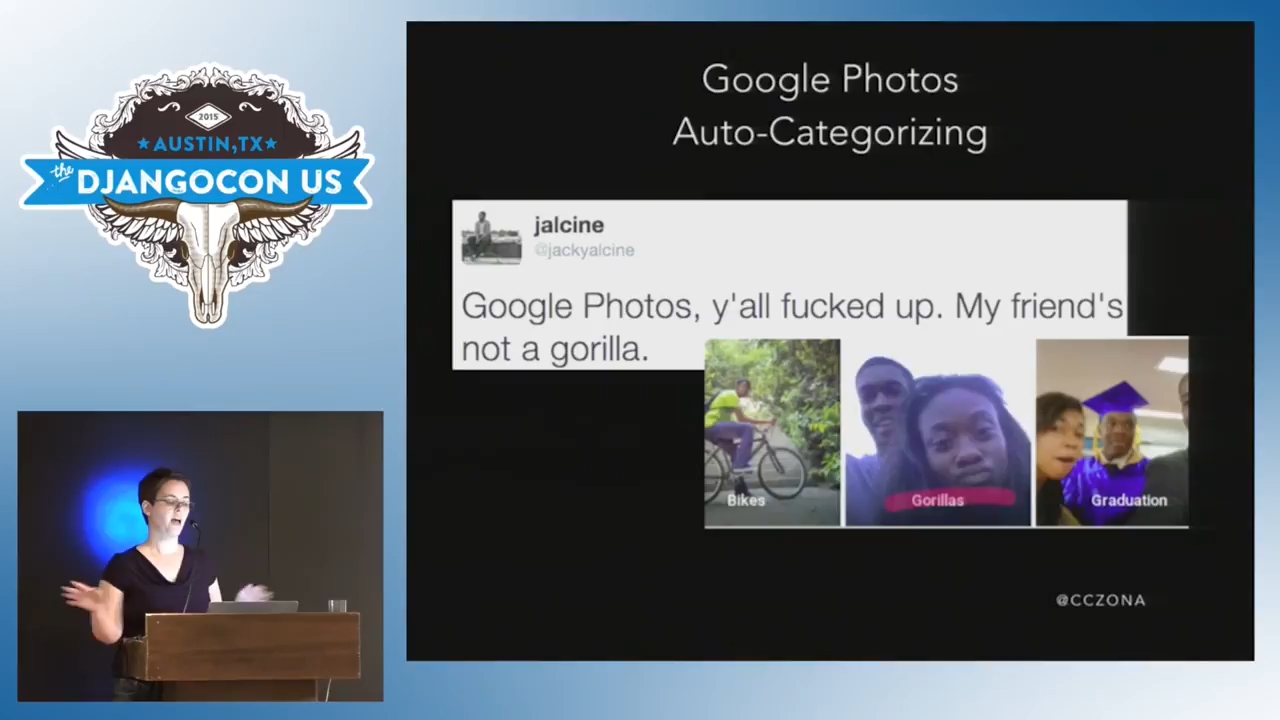 2015
★AUSTIN,TX★
the
DJANGOCON US
Google Photos
Auto-Categorizing
jalcine
@jackyalcine
Google Photos, y'all fucked up. My friend's
not a gorilla.
Bikes
Gorillas
Graduation
@CCZONA